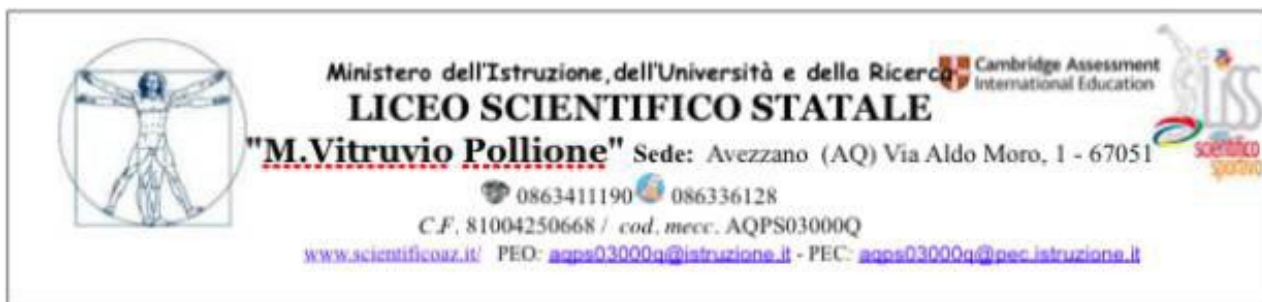 Ministero dell'Istruzione,dell'Università e della Ricerca
Cambridge Assessment
International Education
LICEO SCIENTIFICO STATALE
"M.Vitruvio Pollione" Sede: Avezzano (AQ) Via Aldo Moro, 1 - 67051
0863411190 086336128
C.F. 81004250668 / cod. mecc. AQPS03000Q
www.scientificoaz.it/ PEO: aqps03000q@istruzione.it - PEC: aqps03000q@pec.istruzione.it
LISS
scientifico
sportivo